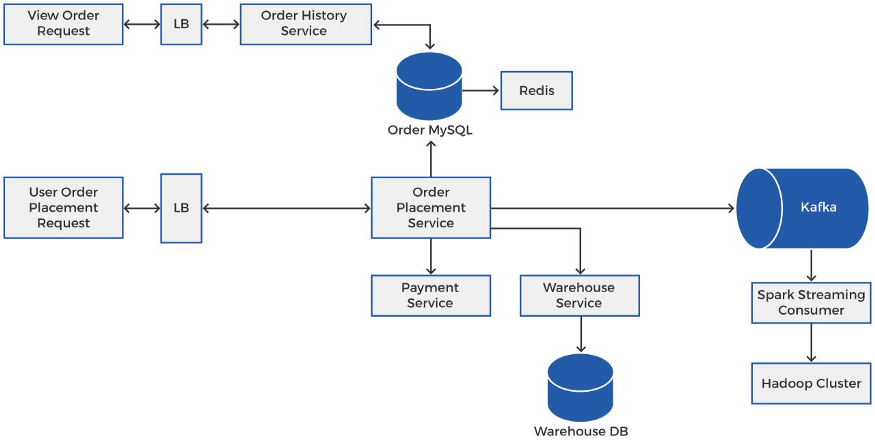 View Order
Request
LB
Order History
Service
Redis
Order MySQL
User Order
Placement
Request
LB
Order
Placement
Service
Kafka
Payment
Service
Warehouse
Service
Spark Streaming
Consumer
Hadoop Cluster
Warehouse DB